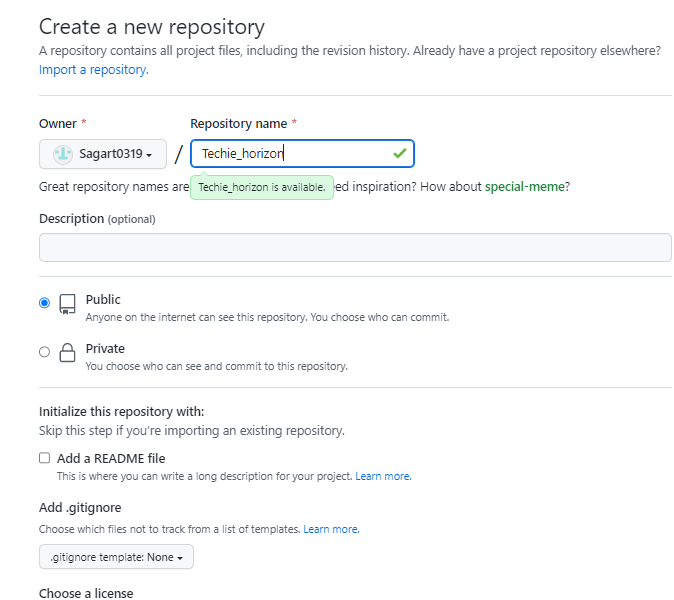 Create a new repository
A repository contains all project files, including the revision history. Already have a project repository elsewhere?
Import a repository.
Owner * Repository name *
Sagart0319 / Techie_horizon
Great repository names are ed inspiration? How about special-meme?
Techie_horizon is available.
Description (optional)
Public
Anyone on the internet can see this repository. You choose who can commit.
Private
You choose who can see and commit to this repository.
Initialize this repository with:
Skip this step if you're importing an existing repository.
Add a README file
This is where you can write a long description for your project. Learn more.
Add .gitignore
Choose which files not to track from a list of templates. Learn more.
.gitignore template: None
Choose a license